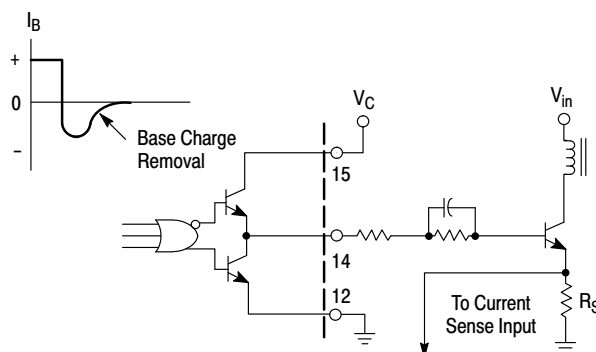 I_B
+
0
–
Base Charge
Removal
V_C
15
14
12
V_in
To Current
Sense Input
R_S